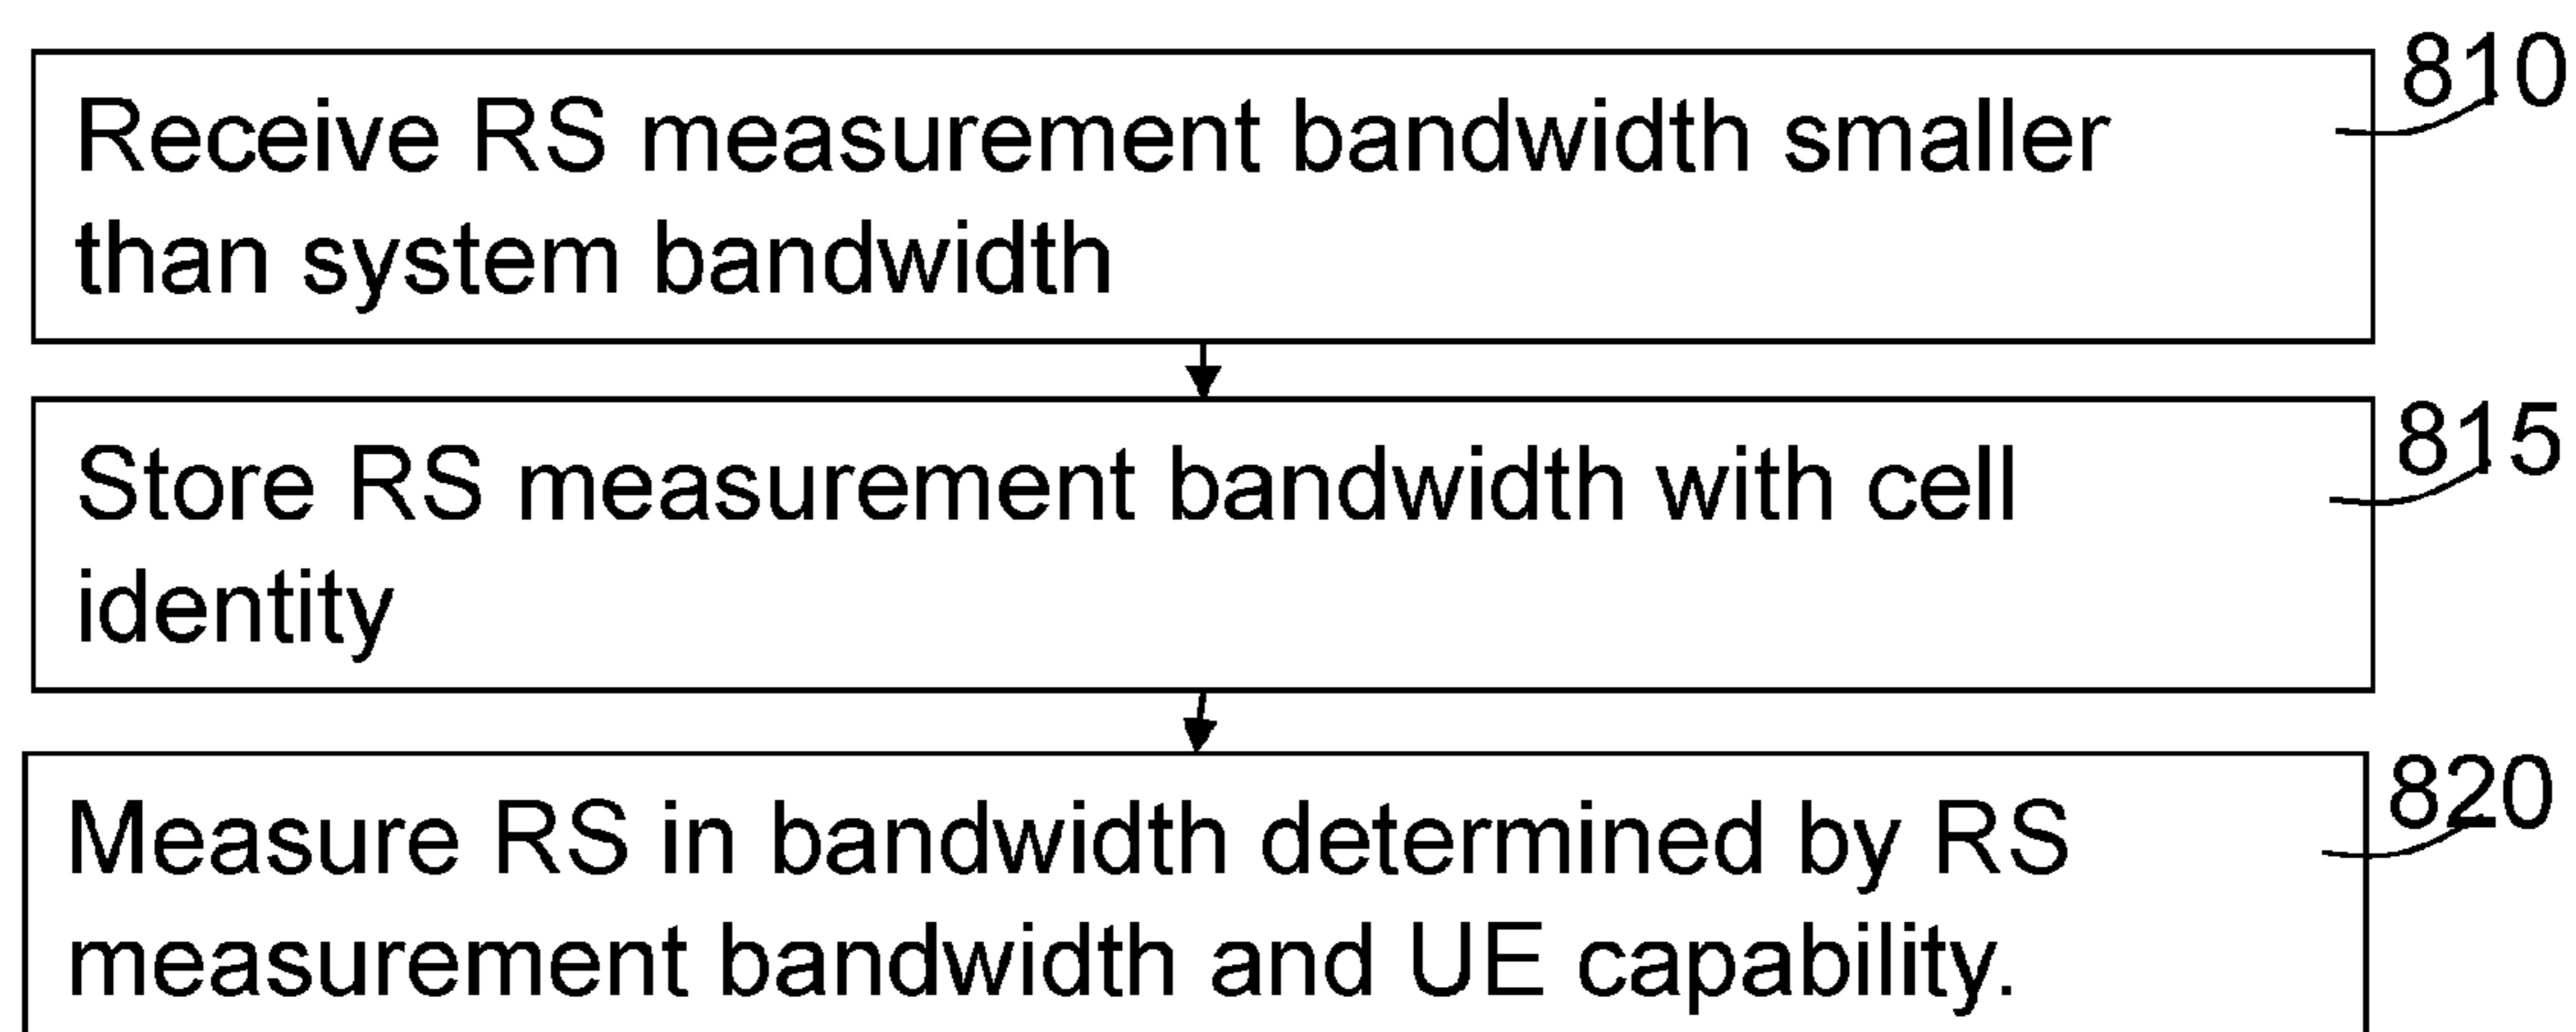 810
Receive RS measurement bandwidth smaller
than system bandwidth
815
Store RS measurement bandwidth with cell
identity
820
Measure RS in bandwidth determined by RS
measurement bandwidth and UE capability.